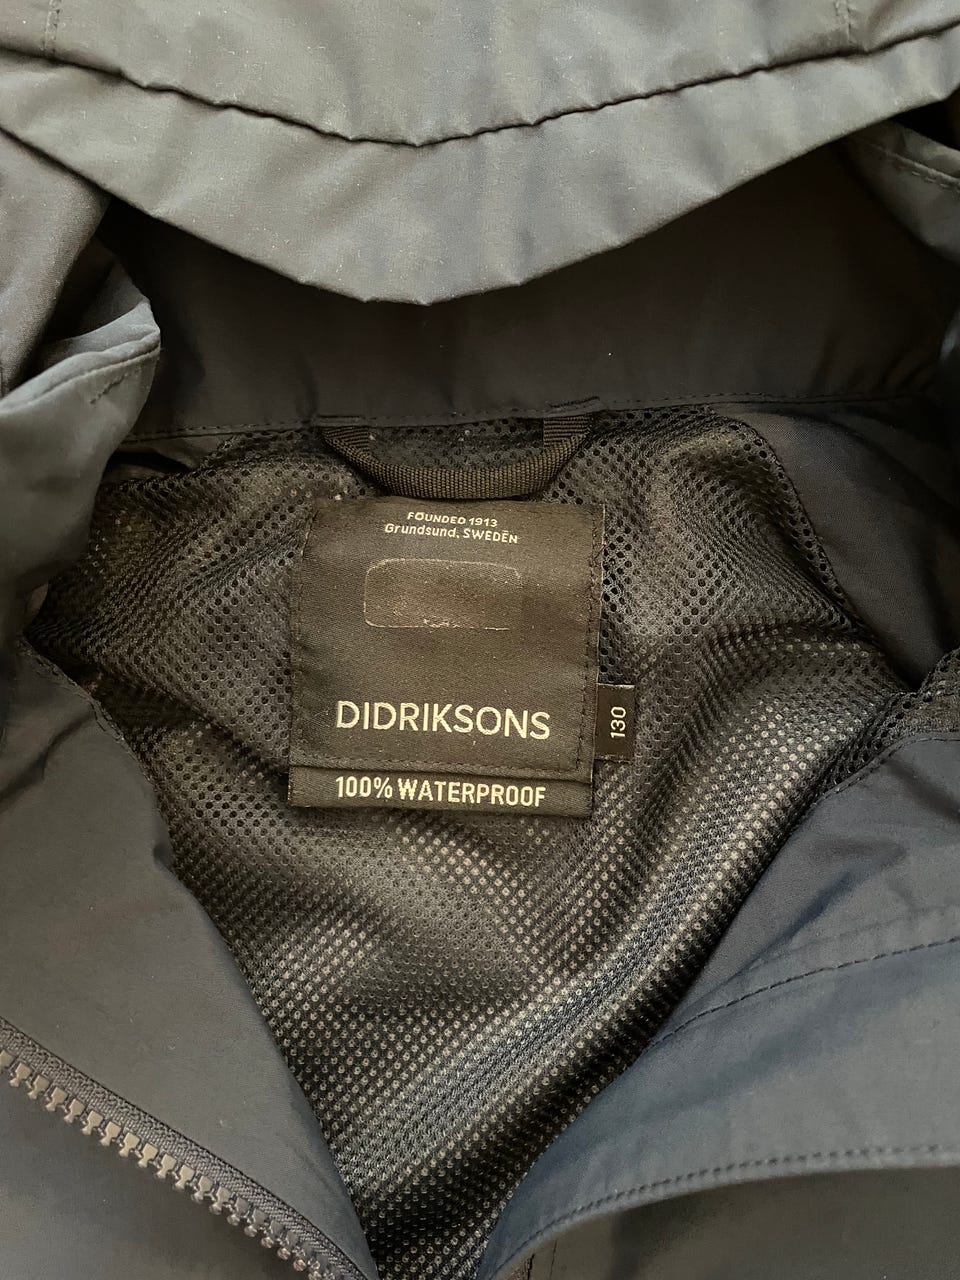 FOUNDED 1913
Grundsund, SWEDEN
DIDRIKSONS
130
100% WATERPROOF